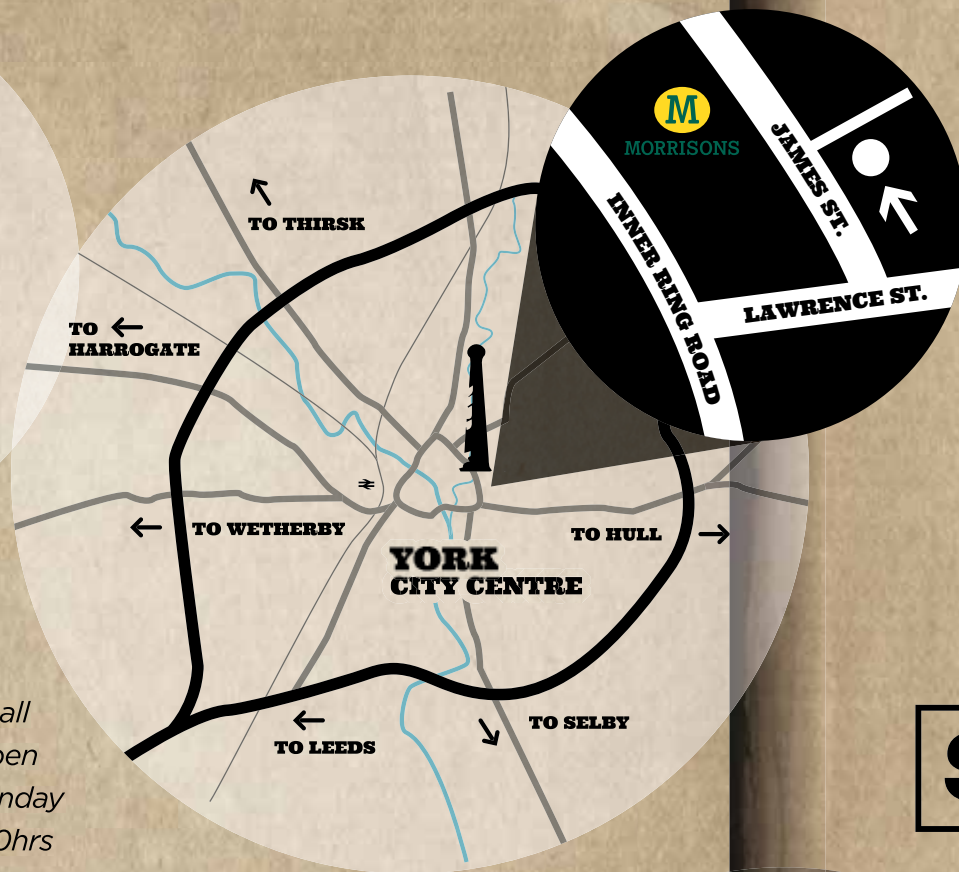 M
MORRISONS
JAMES ST.
INNER RING ROAD
LAWRENCE ST.
TO THIRSK
TO
HARROGATE
TO WETHERBY
TO HULL
YORK
CITY CENTRE
TO SELBY
TO LEEDS